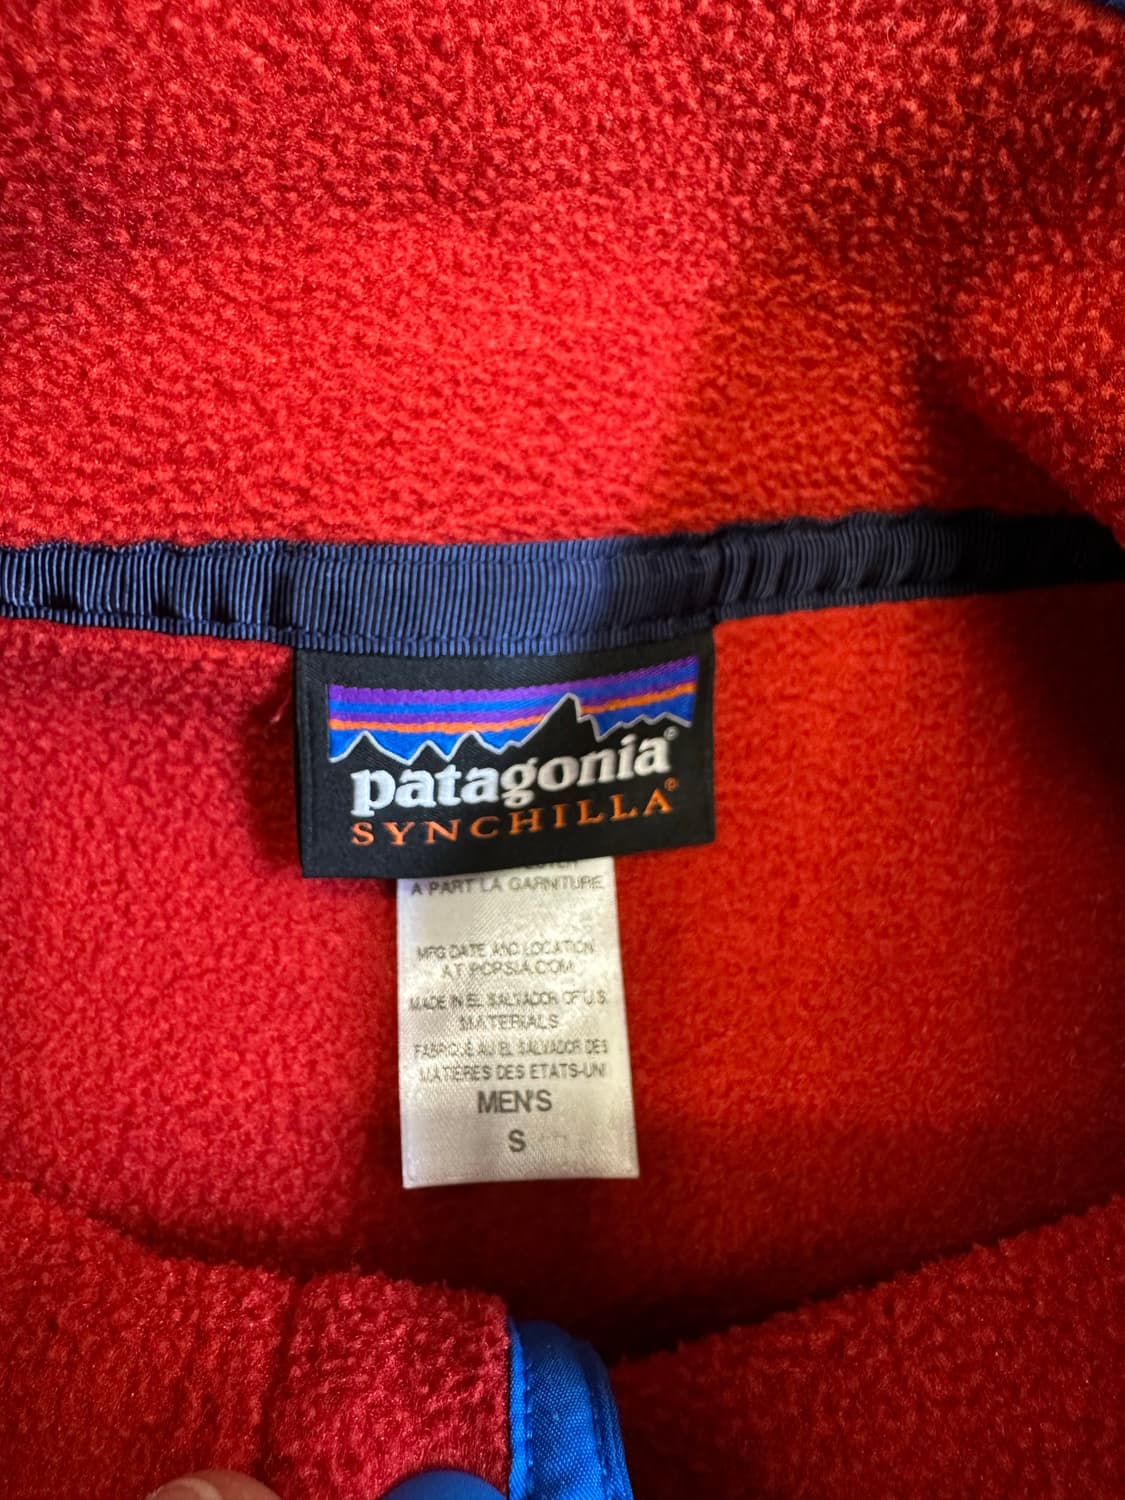 patagonia®
SYNCHILLA®
A PART LA GARNITURE
MFG DATE AND LOCATION
AT PCPSIA.COM
MADE IN EL SALVADOR OF U.S.
MATERIALS
FABRIQUÉ AU EL SALVADOR DES
MATIÈRES DES ETATS-UNI
MEN'S
S